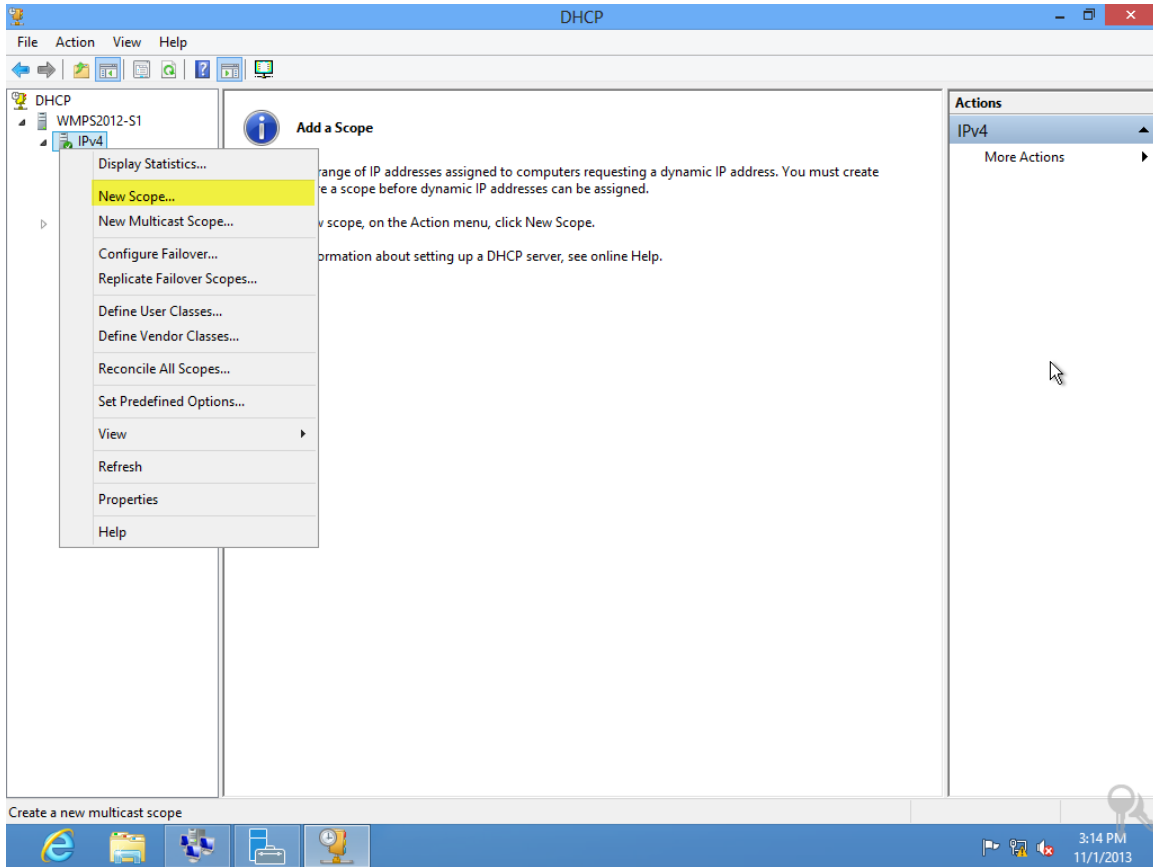 DHCP
File Action View Help
DHCP
WMPS2012-S1
IPv4
Display Statistics...
New Scope...
New Multicast Scope...
Configure Failover...
Replicate Failover Scopes...
Define User Classes...
Define Vendor Classes...
Reconcile All Scopes...
Set Predefined Options...
View
Refresh
Properties
Help
Add a Scope
range of IP addresses assigned to computers requesting a dynamic IP address. You must create
re a scope before dynamic IP addresses can be assigned.
scope, on the Action menu, click New Scope.
ormation about setting up a DHCP server, see online Help.
Actions
IPv4
More Actions
Create a new multicast scope
3:14 PM
11/1/2013